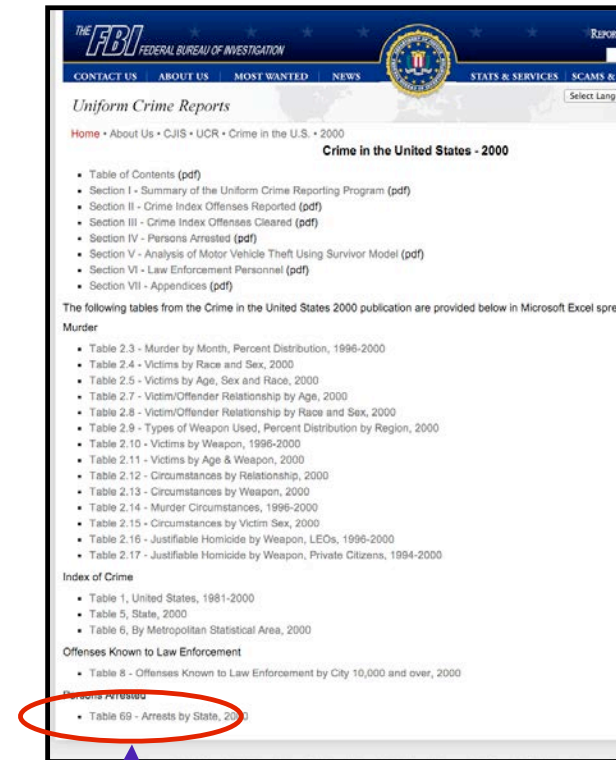 THE FBI FEDERAL BUREAU OF INVESTIGATION
REPOR
CONTACT US ABOUT US MOST WANTED NEWS STATS & SERVICES SCAMS &
Select Lang
Uniform Crime Reports
Home • About Us • CJIS • UCR • Crime in the U.S. • 2000
Crime in the United States - 2000
• Table of Contents (pdf)
• Section I - Summary of the Uniform Crime Reporting Program (pdf)
• Section II - Crime Index Offenses Reported (pdf)
• Section III - Crime Index Offenses Cleared (pdf)
• Section IV - Persons Arrested (pdf)
• Section V - Analysis of Motor Vehicle Theft Using Survivor Model (pdf)
• Section VI - Law Enforcement Personnel (pdf)
• Section VII - Appendices (pdf)
The following tables from the Crime in the United States 2000 publication are provided below in Microsoft Excel spre
Murder
• Table 2.3 - Murder by Month, Percent Distribution, 1996-2000
• Table 2.4 - Victims by Race and Sex, 2000
• Table 2.5 - Victims by Age, Sex and Race, 2000
• Table 2.7 - Victim/Offender Relationship by Age, 2000
• Table 2.8 - Victim/Offender Relationship by Race and Sex, 2000
• Table 2.9 - Types of Weapon Used, Percent Distribution by Region, 2000
• Table 2.10 - Victims by Weapon, 1996-2000
• Table 2.11 - Victims by Age & Weapon, 2000
• Table 2.12 - Circumstances by Relationship, 2000
• Table 2.13 - Circumstances by Weapon, 2000
• Table 2.14 - Murder Circumstances, 1996-2000
• Table 2.15 - Circumstances by Victim Sex, 2000
• Table 2.16 - Justifiable Homicide by Weapon, LEOs, 1996-2000
• Table 2.17 - Justifiable Homicide by Weapon, Private Citizens, 1994-2000
Index of Crime
• Table 1, United States, 1981-2000
• Table 5, State, 2000
• Table 6, By Metropolitan Statistical Area, 2000
Offenses Known to Law Enforcement
• Table 8 - Offenses Known to Law Enforcement by City 10,000 and over, 2000
Persons Arrested
• Table 69 - Arrests by State, 2000